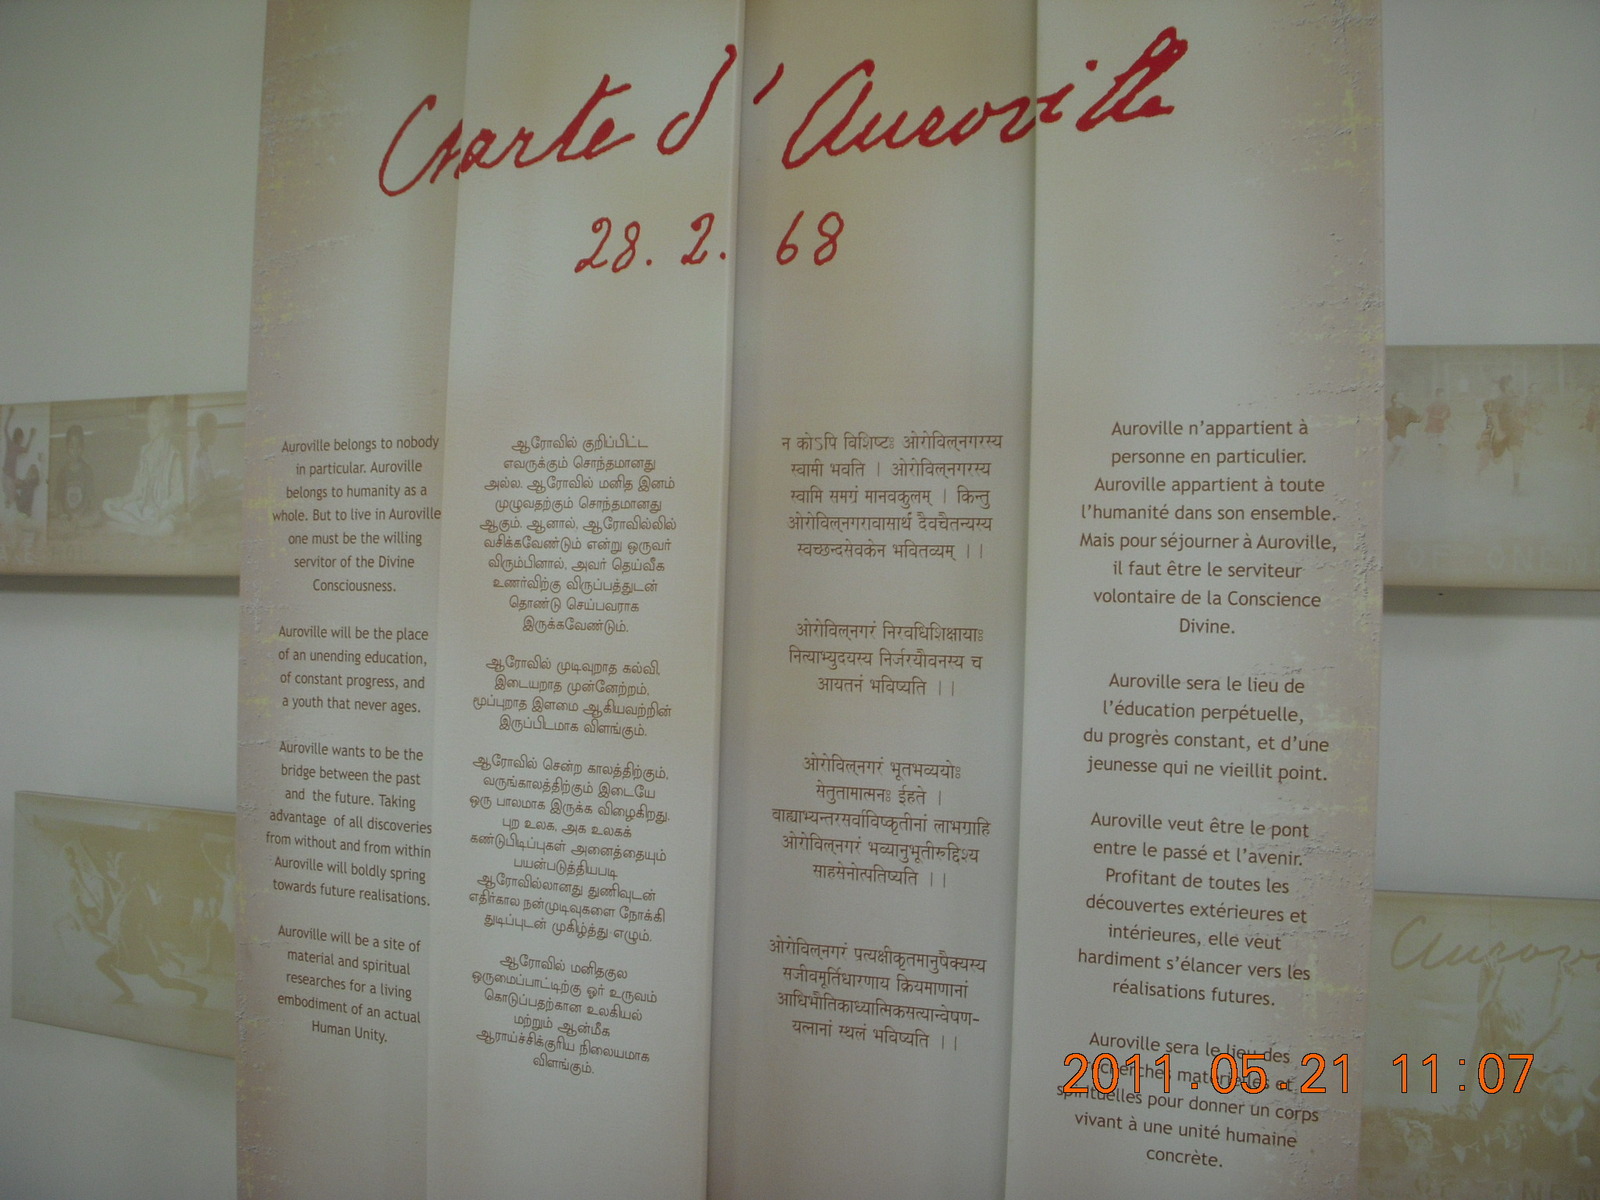 Charte d' Auroville
28. 2. 68
Auroville belongs to nobody
in particular. Auroville
belongs to humanity as a
whole. But to live in Auroville
one must be the willing
servitor of the Divine
Consciousness.
Auroville will be the place
of an unending education,
of constant progress, and
a youth that never ages.
Auroville wants to be the
bridge between the past
and the future. Taking
advantage of all discoveries
from without and from within
Auroville will boldly spring
towards future realisations.
Auroville will be a site of
material and spiritual
researches for a living
embodiment of an actual
Human Unity.
ஆரோவில் குறிப்பிட்ட
எவருக்கும் சொந்தமானது
அல்ல. ஆரோவில் மனித இனம்
முழுவதற்கும் சொந்தமானது
ஆகும். ஆனால், ஆரோவில்லில்
வசிக்கவேண்டும் என்று ஒருவர்
விரும்பினால், அவர் தெய்வீக
உணர்விற்கு விருப்பத்துடன்
தொண்டு செய்பவராக
இருக்கவேண்டும்.
ஆரோவில் முடிவுறாத கல்வி,
இடையறாத முன்னேற்றம்,
மூப்புறாத இளமை ஆகியவற்றின்
இருப்பிடமாக விளங்கும்.
ஆரோவில் சென்ற காலத்திற்கும்,
வருங்காலத்திற்கும் இடையே
ஒரு பாலமாக இருக்க விழைகிறது.
புற உலக, அக உலகக்
கண்டுபிடிப்புகள் அனைத்தையும்
பயன்படுத்தியபடி
ஆரோவில்லானது துணிவுடன்
எதிர்கால நன்முடிவுகளை நோக்கி
துடிப்புடன் முகிழ்த்து எழும்.
ஆரோவில் மனிதகுல
ஒருமைப்பாட்டிற்கு ஓர் உருவம்
கொடுப்பதற்கான உலகியல்
மற்றும் ஆன்மீக
ஆராய்ச்சிக்குரிய நிலையமாக
விளங்கும்.
न कोऽपि विशिष्टः ओरोविल्नगरस्य
स्वामी भवति । ओरोविल्नगरस्य
स्वामि समग्रं मानवकुलम् । किन्तु
ओरोविल्नगरावासार्थं दैवचैतन्यस्य
स्वच्छन्दसेवकेन भवितव्यम् ।।
ओरोविल्नगरं निरवधिशिक्षायाः
नित्याभ्युदयस्य निर्जरयौवनस्य च
आयतनं भविष्यति ।।
ओरोविल्नगरं भूतभव्ययोः
सेतुतामात्मनः ईहते ।
बाह्याभ्यन्तरसर्वाविष्कृतीनां लाभग्राहि
ओरोविल्नगरं भव्यानुभूतीरुद्दिश्य
साहसेनोत्पतिष्यति ।।
ओरोविल्नगरं प्रत्यक्षीकृतमानुषैक्यस्य
सजीवमूर्तिधारणाय क्रियमाणानां
आधिभौतिकाध्यात्मिकसत्यान्वेषण-
यत्नानां स्थलं भविष्यति ।।
Auroville n’appartient à
personne en particulier.
Auroville appartient à toute
l’humanité dans son ensemble.
Mais pour séjourner à Auroville,
il faut être le serviteur
volontaire de la Conscience
Divine.
Auroville sera le lieu de
l’éducation perpétuelle,
du progrès constant, et d’une
jeunesse qui ne vieillit point.
Auroville veut être le pont
entre le passé et l’avenir.
Profitant de toutes les
découvertes extérieures et
intérieures, elle veut
hardiment s’élancer vers les
réalisations futures.
Auroville sera le lieu des
recherches matérielles et
spirituelles pour donner un corps
vivant à une unité humaine
concrète.
2011.05.21 11:07